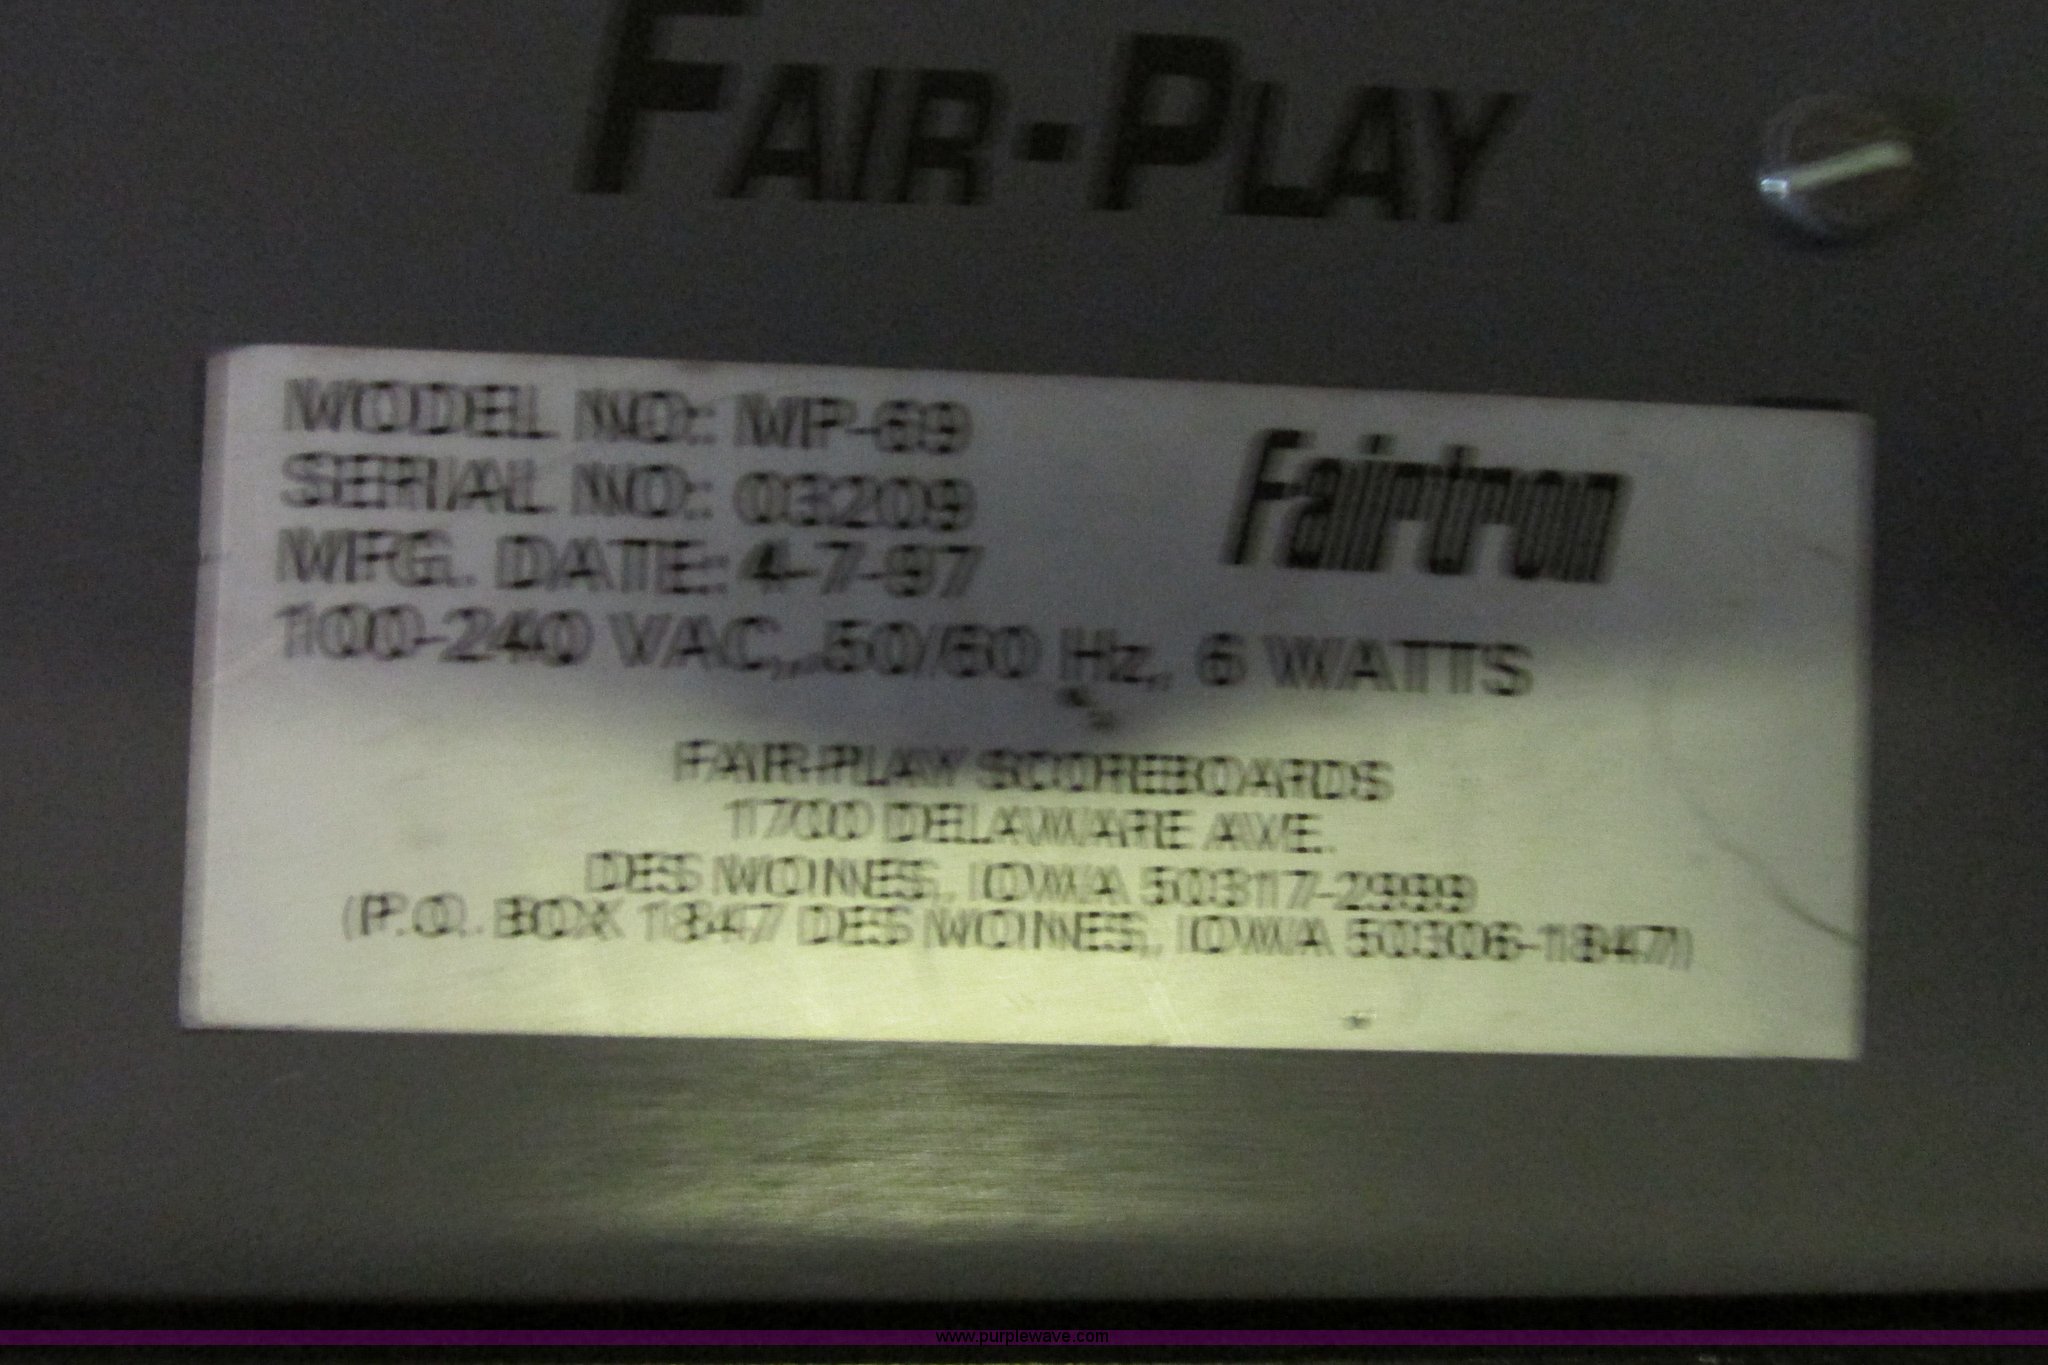 FAIR-PLAY
MODEL NO.: MP-69
SERIAL NO.: 03209
MFG. DATE: 4-7-97
Fairtron
100-240 VAC, 50/60 Hz, 6 WATTS
FAIR-PLAY SCOREBOARDS
1700 DELAWARE AVE.
DES MOINES, IOWA 50317-2999
(P.O. BOX 1847 DES MOINES, IOWA 50306-1847)
www.purplewave.com